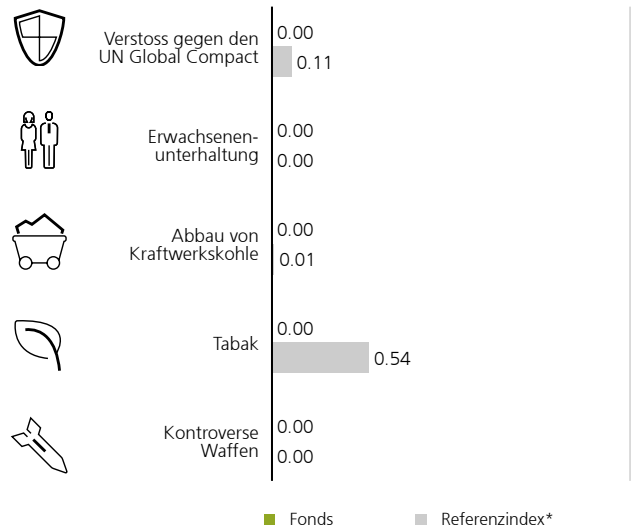 Verstoss gegen den
UN Global Compact
0.00
0.11
Erwachsenen-
unterhaltung
0.00
0.00
Abbau von
Kraftwerkskohle
0.00
0.01
Tabak
0.00
0.54
Kontroverse
Waffen
0.00
0.00
Fonds
Referenzindex*